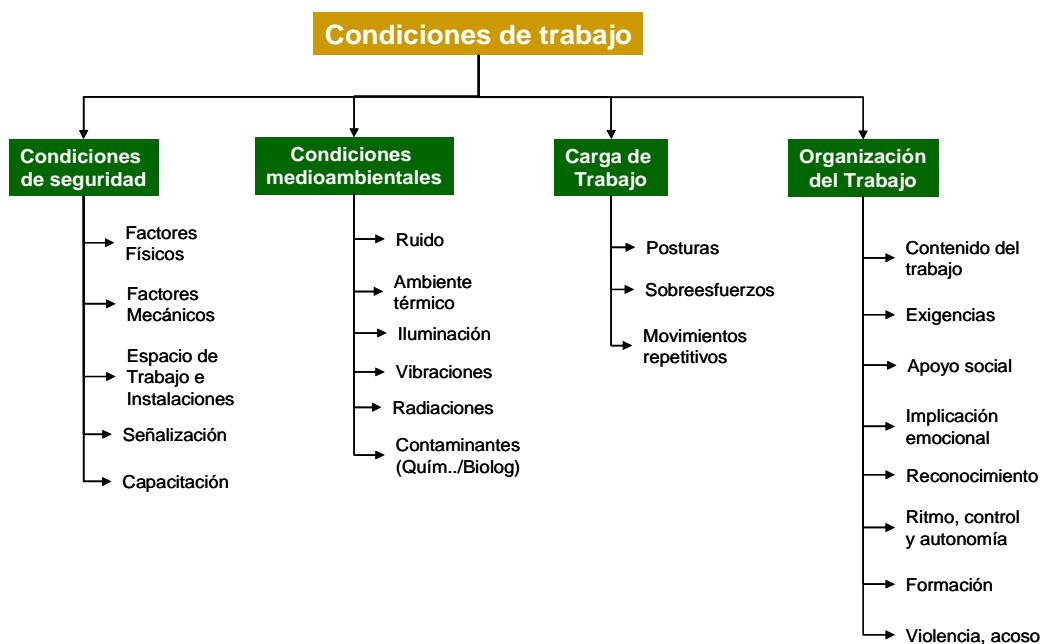 Condiciones de trabajo
Condiciones
de seguridad
Factores
Físicos
Factores
Mecánicos
Espacio de
Trabajo e
Instalaciones
Señalización
Capacitación
Condiciones
medioambientales
Ruido
Ambiente
térmico
Iluminación
Vibraciones
Radiaciones
Contaminantes
(Quím../Biolog)
Carga de
Trabajo
Posturas
Sobreesfuerzos
Movimientos
repetitivos
Organización
del Trabajo
Contenido del
trabajo
Exigencias
Apoyo social
Implicación
emocional
Reconocimiento
Ritmo, control
y autonomía
Formación
Violencia, acoso